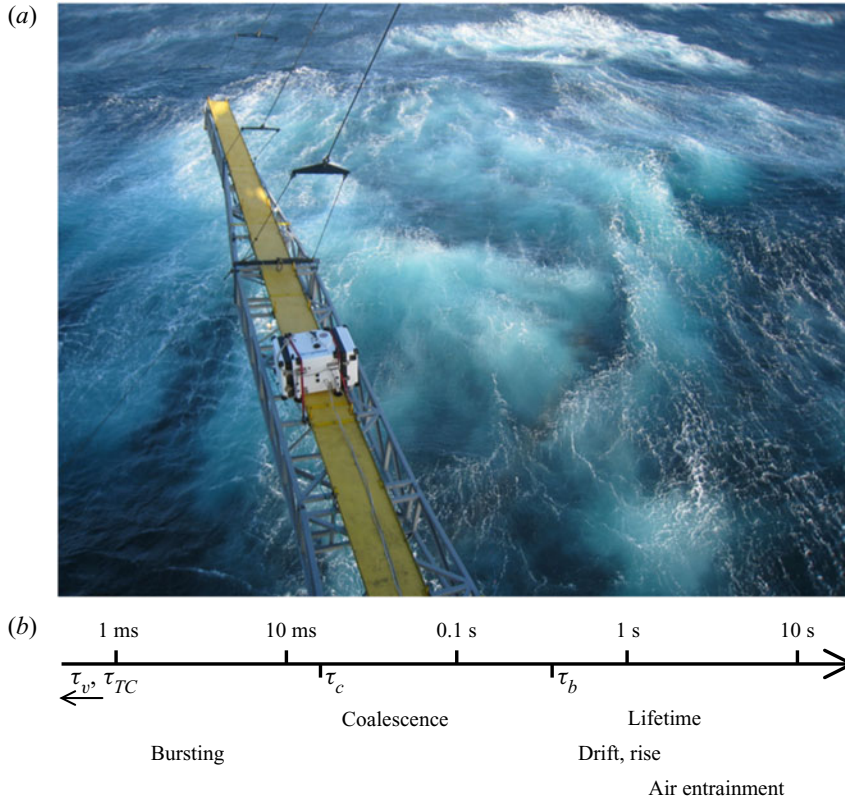 (a)
(b)
1 ms 10 ms 0.1 s 1 s 10 s
τv, τTC τc τb
Coalescence Lifetime
Bursting Drift, rise
Air entrainment